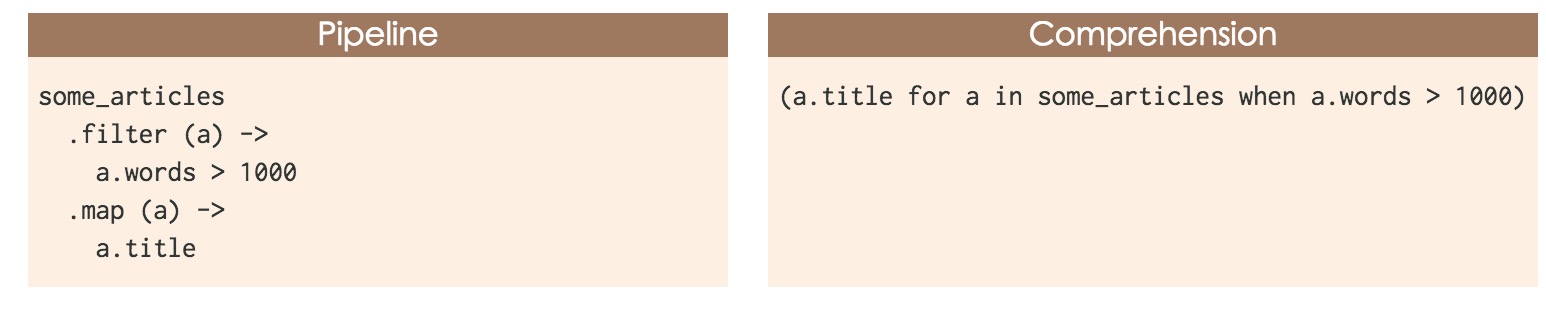 Pipeline
some_articles
  .filter (a) ->
    a.words > 1000
  .map (a) ->
    a.title
Comprehension
(a.title for a in some_articles when a.words > 1000)